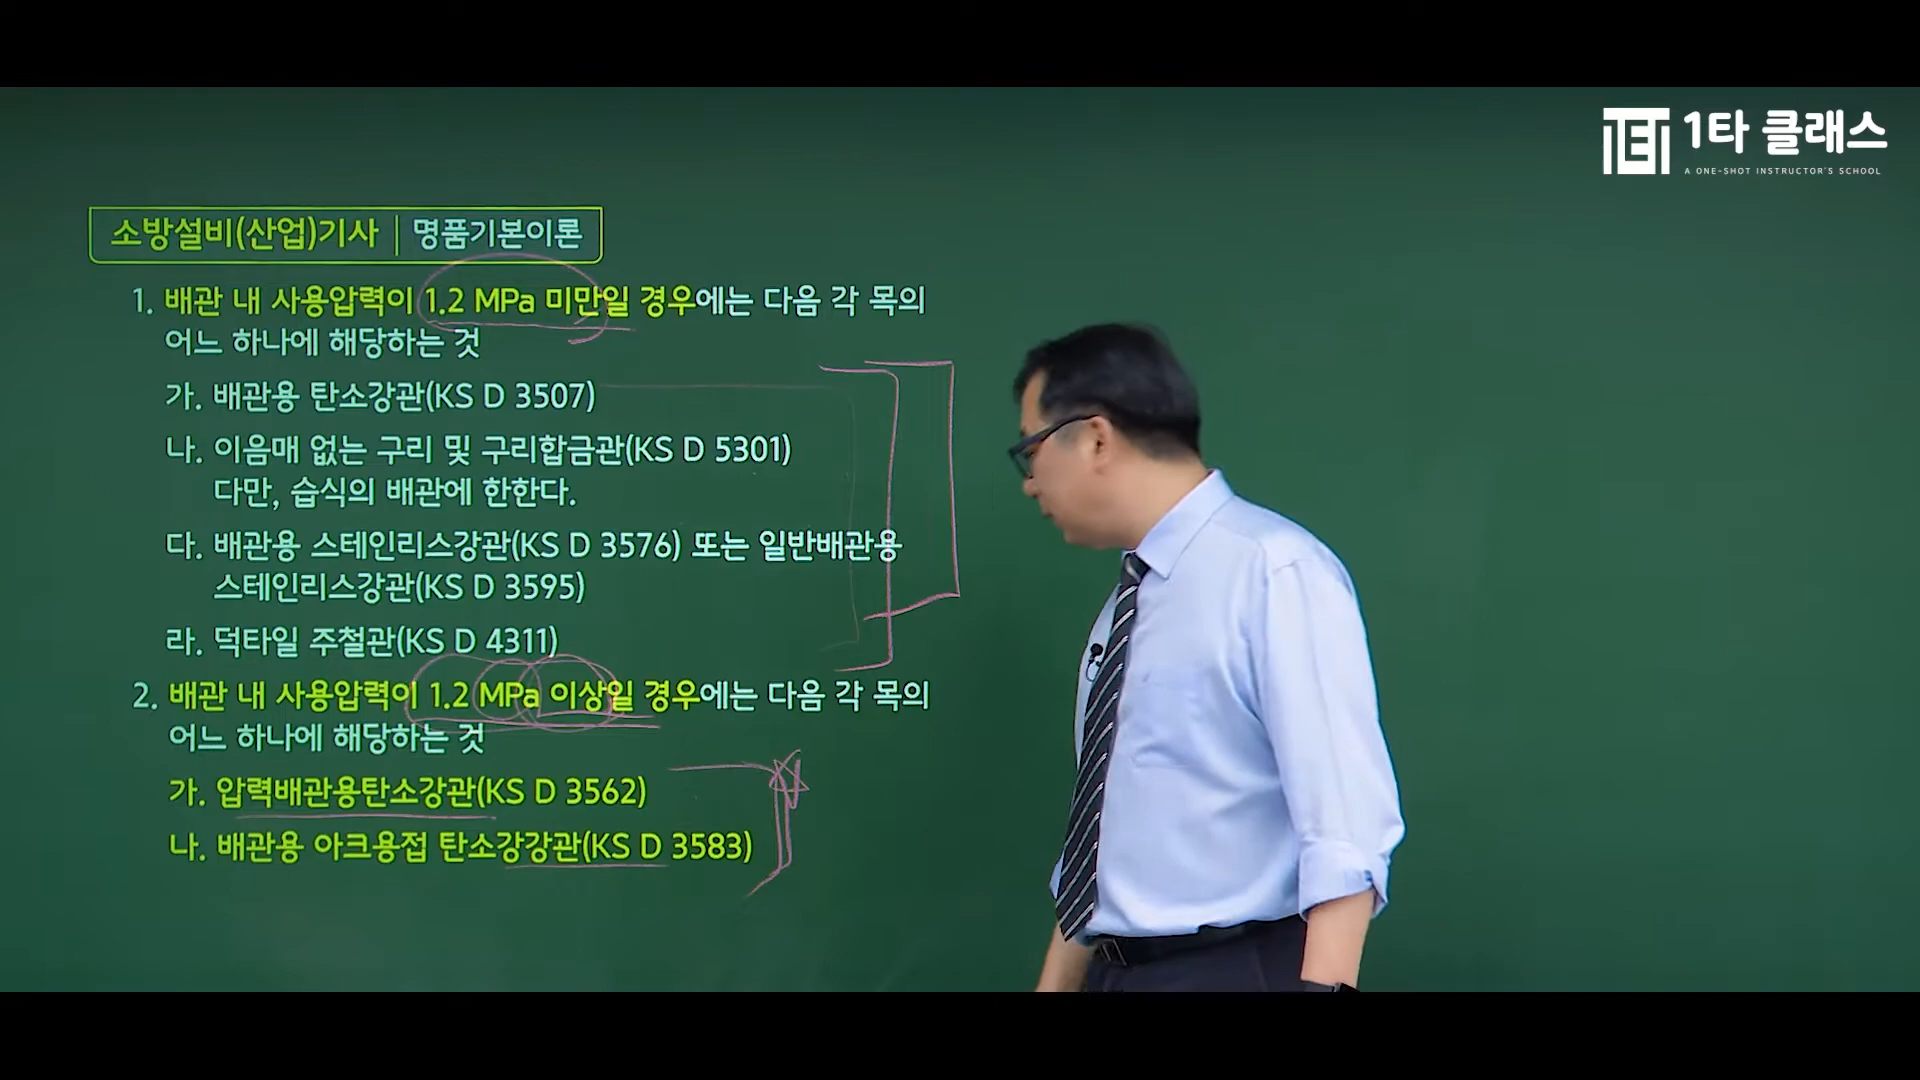 1타 클래스
A ONE-SHOT INSTRUCTOR'S SCHOOL
소방설비(산업)기사 | 명품기본이론
1. 배관 내 사용압력이 1.2 MPa 미만일 경우에는 다음 각 목의
어느 하나에 해당하는 것
가. 배관용 탄소강관(KS D 3507)
나. 이음매 없는 구리 및 구리합금관(KS D 5301)
다만, 습식의 배관에 한한다.
다. 배관용 스테인리스강관(KS D 3576) 또는 일반배관용
스테인리스강관(KS D 3595)
라. 덕타일 주철관(KS D 4311)
2. 배관 내 사용압력이 1.2 MPa 이상일 경우에는 다음 각 목의
어느 하나에 해당하는 것
가. 압력배관용탄소강관(KS D 3562)
나. 배관용 아크용접 탄소강강관(KS D 3583)